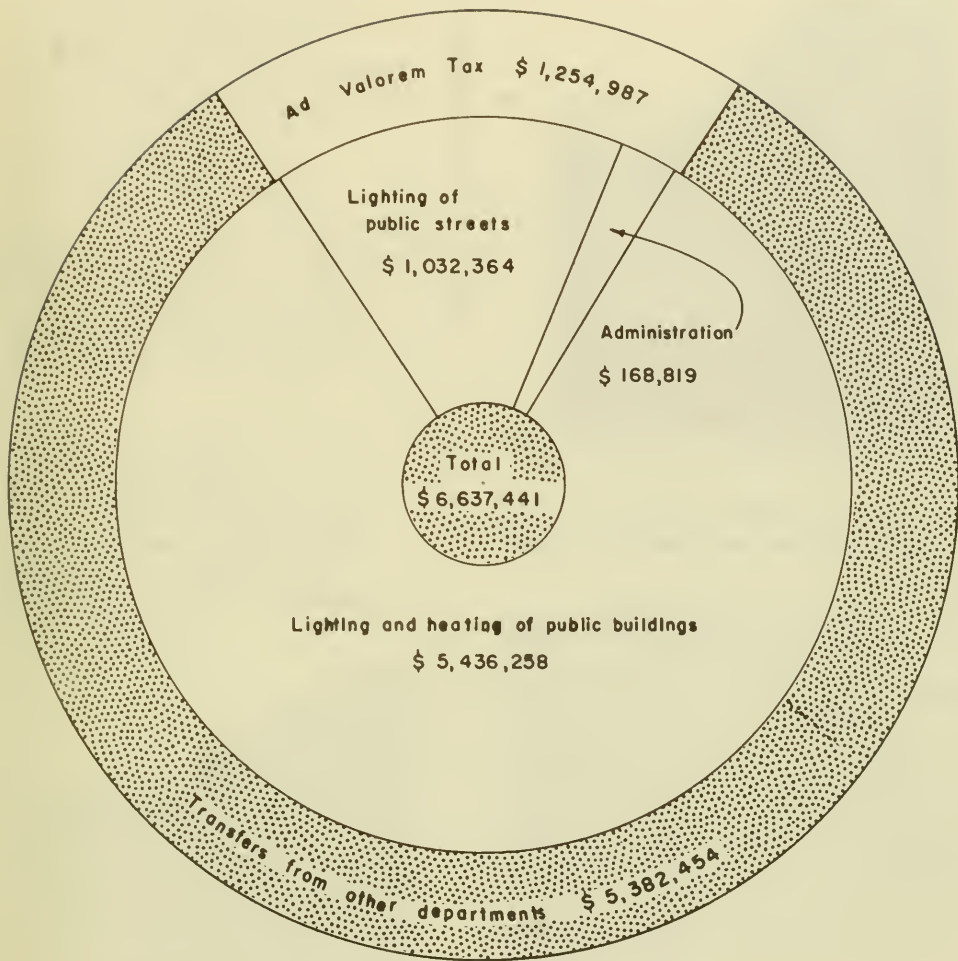 Ad Valorem Tax $ 1,254,987
Lighting of
public streets
$ 1,032,364
Administration
$ 168,819
Total
$ 6,637,441
Lighting and heating of public buildings
$ 5,436,258
Transfers from other departments $ 5,382,454